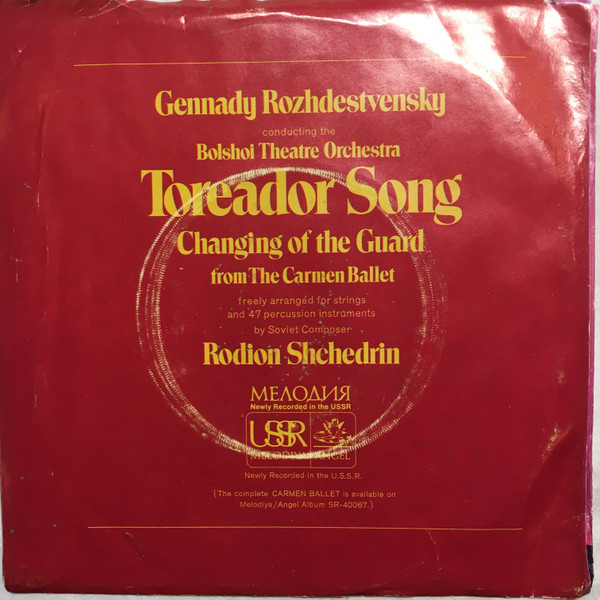 Gennady Rozhdestvensky
conducting the
Bolshoi Theatre Orchestra
Toreador Song
Changing of the Guard
from The Carmen Ballet
freely arranged for strings
and 47 percussion instruments
by Soviet Composer
Rodion Shchedrin
МЕЛОДИЯ
Newly Recorded in the USSR
USSR
MELODIYA ANGEL
Newly Recorded in the U.S.S.R.
(The complete CARMEN BALLET is available on
Melodiya/Angel Album SR-40067.)